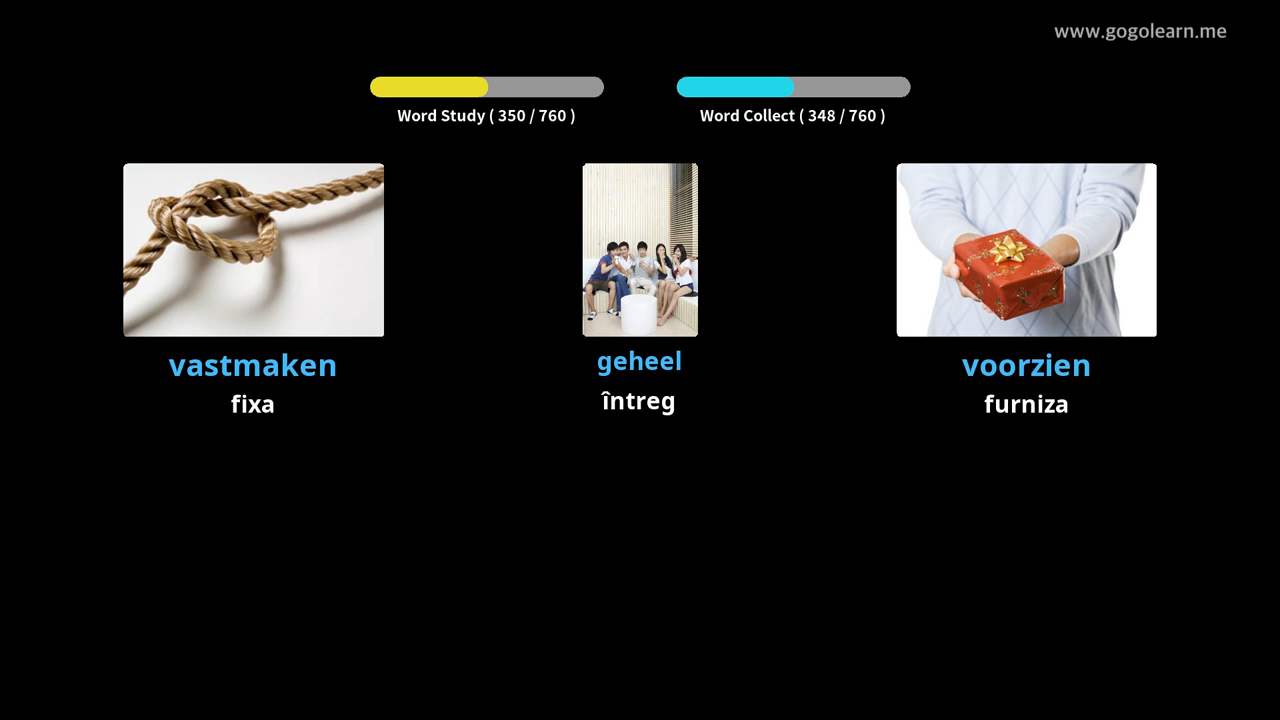 www.gogolearn.me
Word Study ( 350 / 760 )
Word Collect ( 348 / 760 )
vastmaken
fixa
geheel
întreg
voorzien
furniza